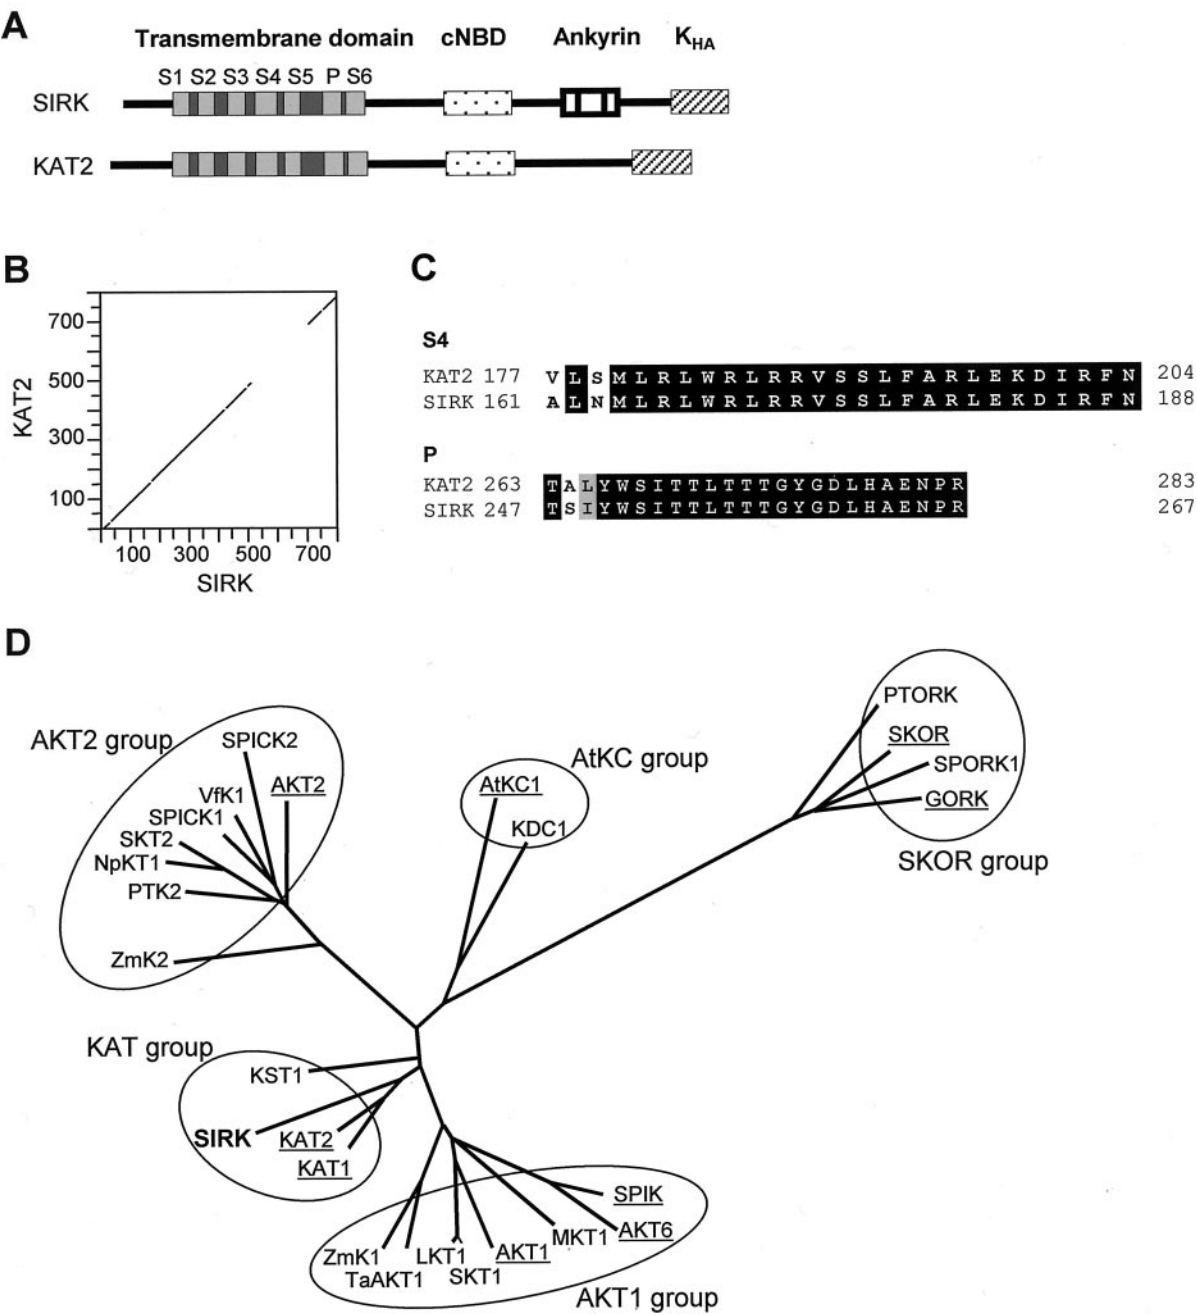 A
Transmembrane domain cNBD Ankyrin KHA
S1 S2 S3 S4 S5 P S6
SIRK
KAT2
B
KAT2
700
500
300
100
100 300 500 700
SIRK
C
S4
KAT2 177 V L S M L R L W R L R R V S S L F A R L E K D I R F N 204
SIRK 161 A L N M L R L W R L R R V S S L F A R L E K D I R F N 188
P
KAT2 263 T A L Y W S I T T L T T T G Y G D L H A E N P R 283
SIRK 247 T S I Y W S I T T L T T T G Y G D L H A E N P R 267
D
AKT2 group
SPICK2
AKT2
VfK1
SPICK1
SKT2
NpKT1
PTK2
ZmK2
AtKC group
AtKC1
KDC1
PTORK
SKOR
SPORK1
GORK
SKOR group
KAT group
KST1
SIRK
KAT2
KAT1
SPIK
AKT6
MKT1
AKT1
SKT1
LKT1
TaAKT1
ZmK1
AKT1 group